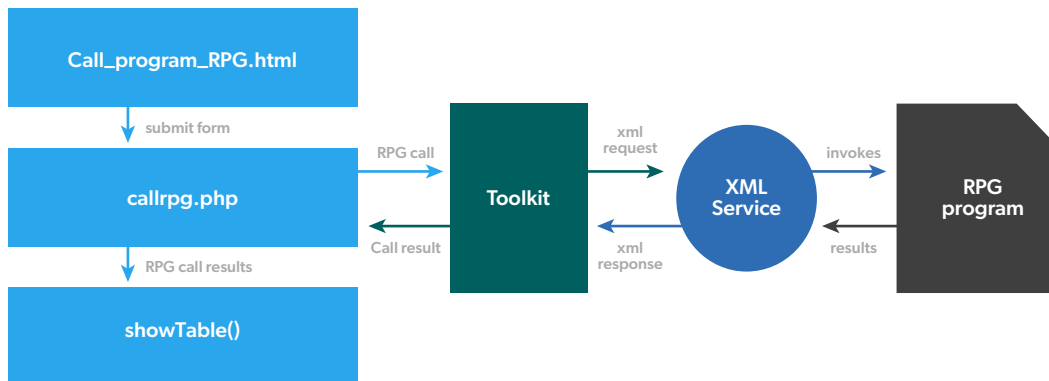 Call_program_RPG.html
submit form
callrpg.php
RPG call results
showTable()
RPG call
Call result
Toolkit
xml
request
xml
response
XML
Service
invokes
results
RPG
program